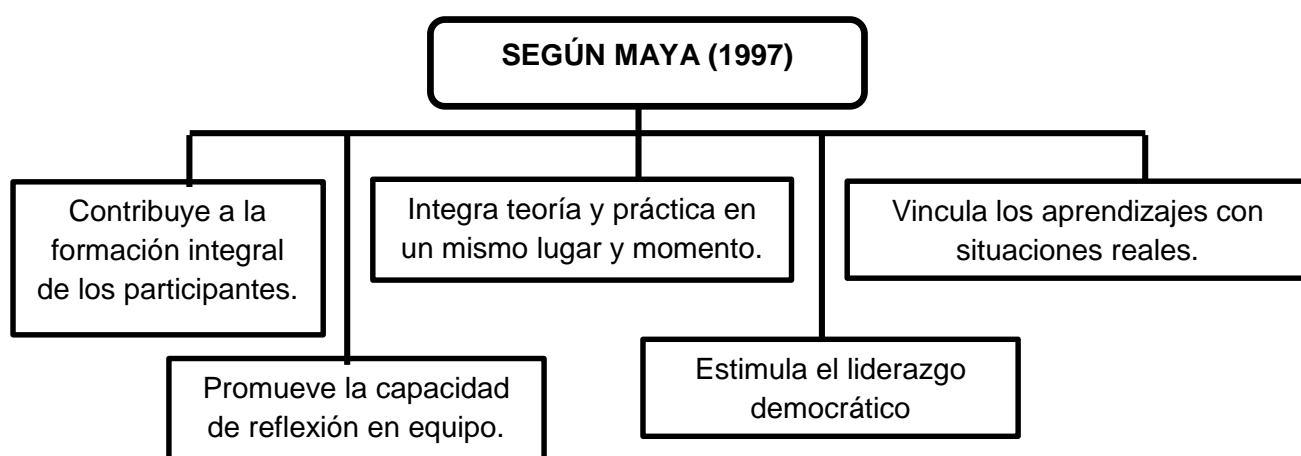 SEGÚN MAYA (1997)
Contribuye a la
formación integral
de los participantes.
Integra teoría y práctica en
un mismo lugar y momento.
Vincula los aprendizajes con
situaciones reales.
Promueve la capacidad
de reflexión en equipo.
Estimula el liderazgo
democrático